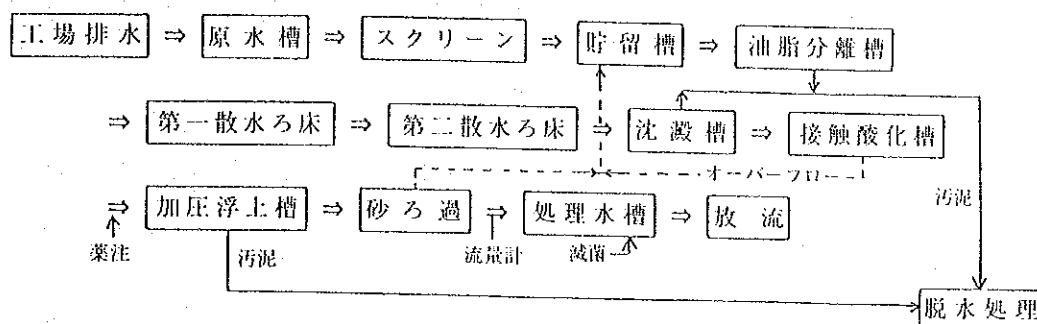 工場排水 ⇒ 原水槽 ⇒ スクリーン ⇒ 貯留槽 ⇒ 油脂分離槽
⇒ 第一散水ろ床 ⇒ 第二散水ろ床 ⇒ 沈澱槽 ⇒ 接触酸化槽
オーバーフロー
汚泥
⇒ 加圧浮上槽 ⇒ 砂ろ過 ⇒ 処理水槽 ⇒ 放流
薬注
汚泥
流量計
滅菌
脱水処理